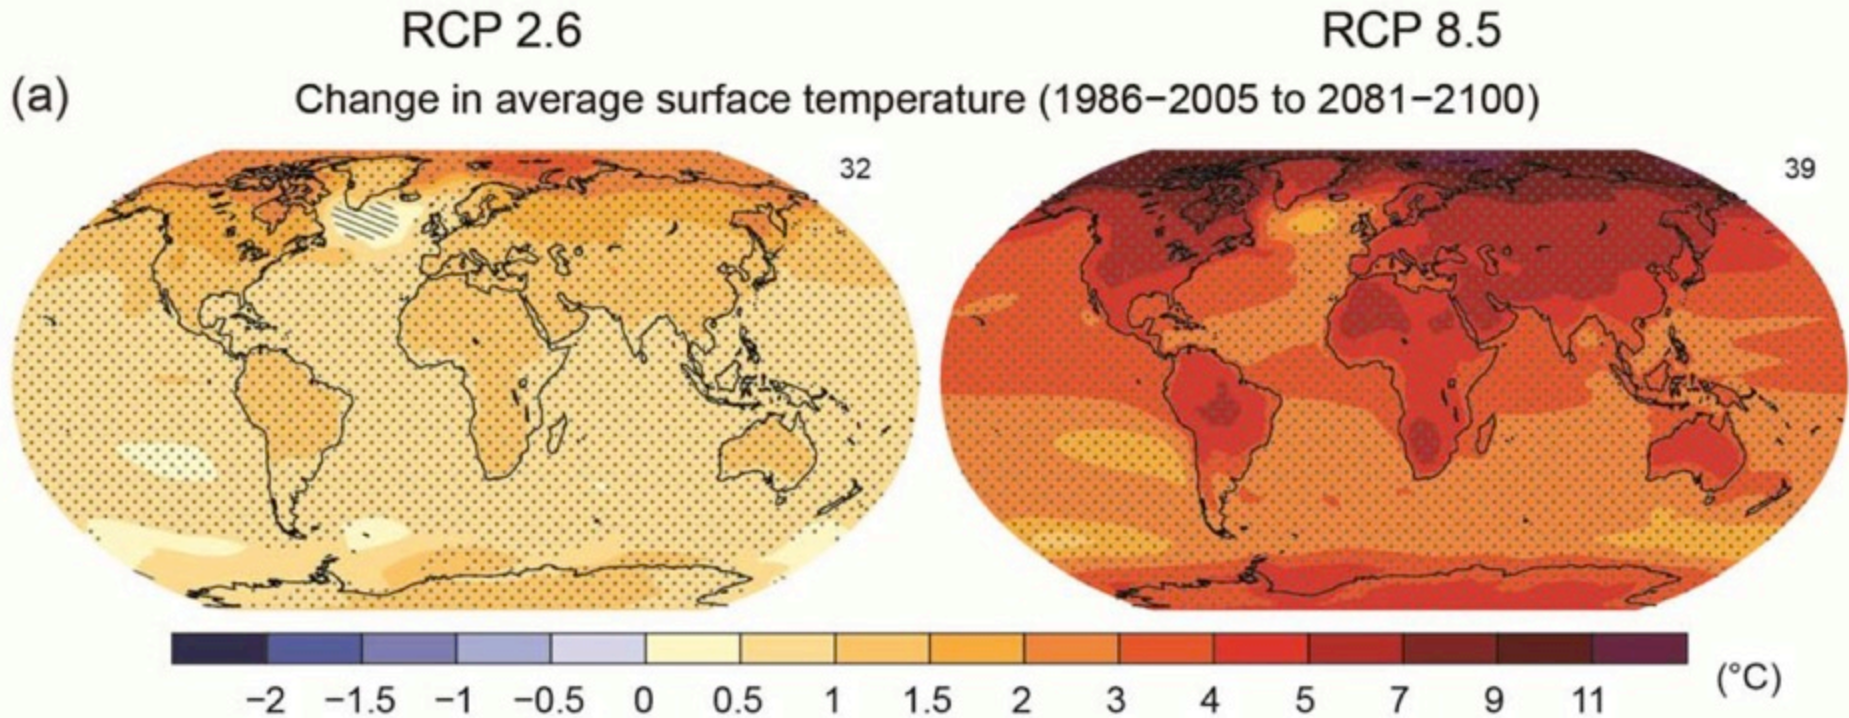 RCP 2.6 RCP 8.5
(a) Change in average surface temperature (1986−2005 to 2081−2100)
32 39
−2 −1.5 −1 −0.5 0 0.5 1 1.5 2 3 4 5 7 9 11 (°C)